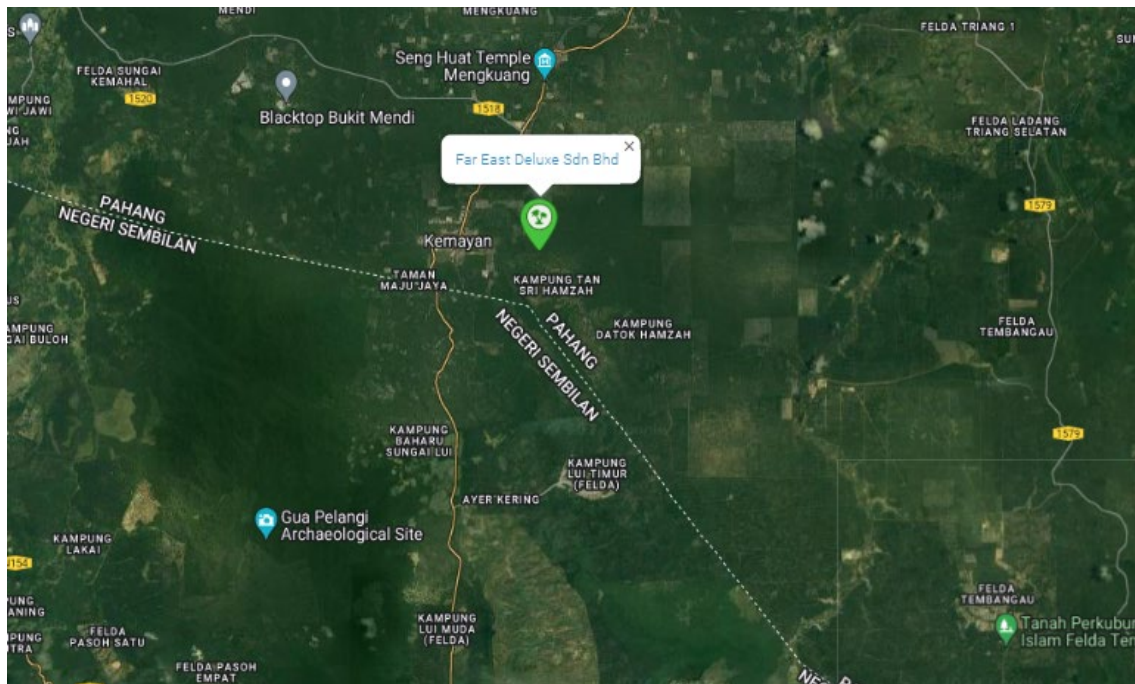 MENDI
MENGKUANG
FELDA TRIANG 1
FELDA SUNGAI
KEMAHAL
1520
Seng Huat Temple
Mengkuang
Blacktop Bukit Mendi
1518
FELDA LADANG
TRIANG SELATAN
Far East Deluxe Sdn Bhd
1579
PAHANG
NEGERI SEMBILAN
Kemayan
TAMAN
MAJU JAYA
KAMPUNG TAN
SRI HAMZAH
PAHANG
NEGERI SEMBILAN
KAMPUNG
DATOK HAMZAH
FELDA
TEMBANGAU
1579
KAMPUNG
BAHARU
SUNGAI LUI
KAMPUNG
LUI TIMUR
(FELDA)
AYER KERING
Gua Pelangi
Archaeological Site
KAMPUNG
LAKAI
N154
FELDA
PASOH SATU
FELDA PASOH
EMPAT
KAMPUNG
LUI MUDA
(FELDA)
FELDA
TEMBANGAU
Tanah Perkubur
Islam Felda Tem